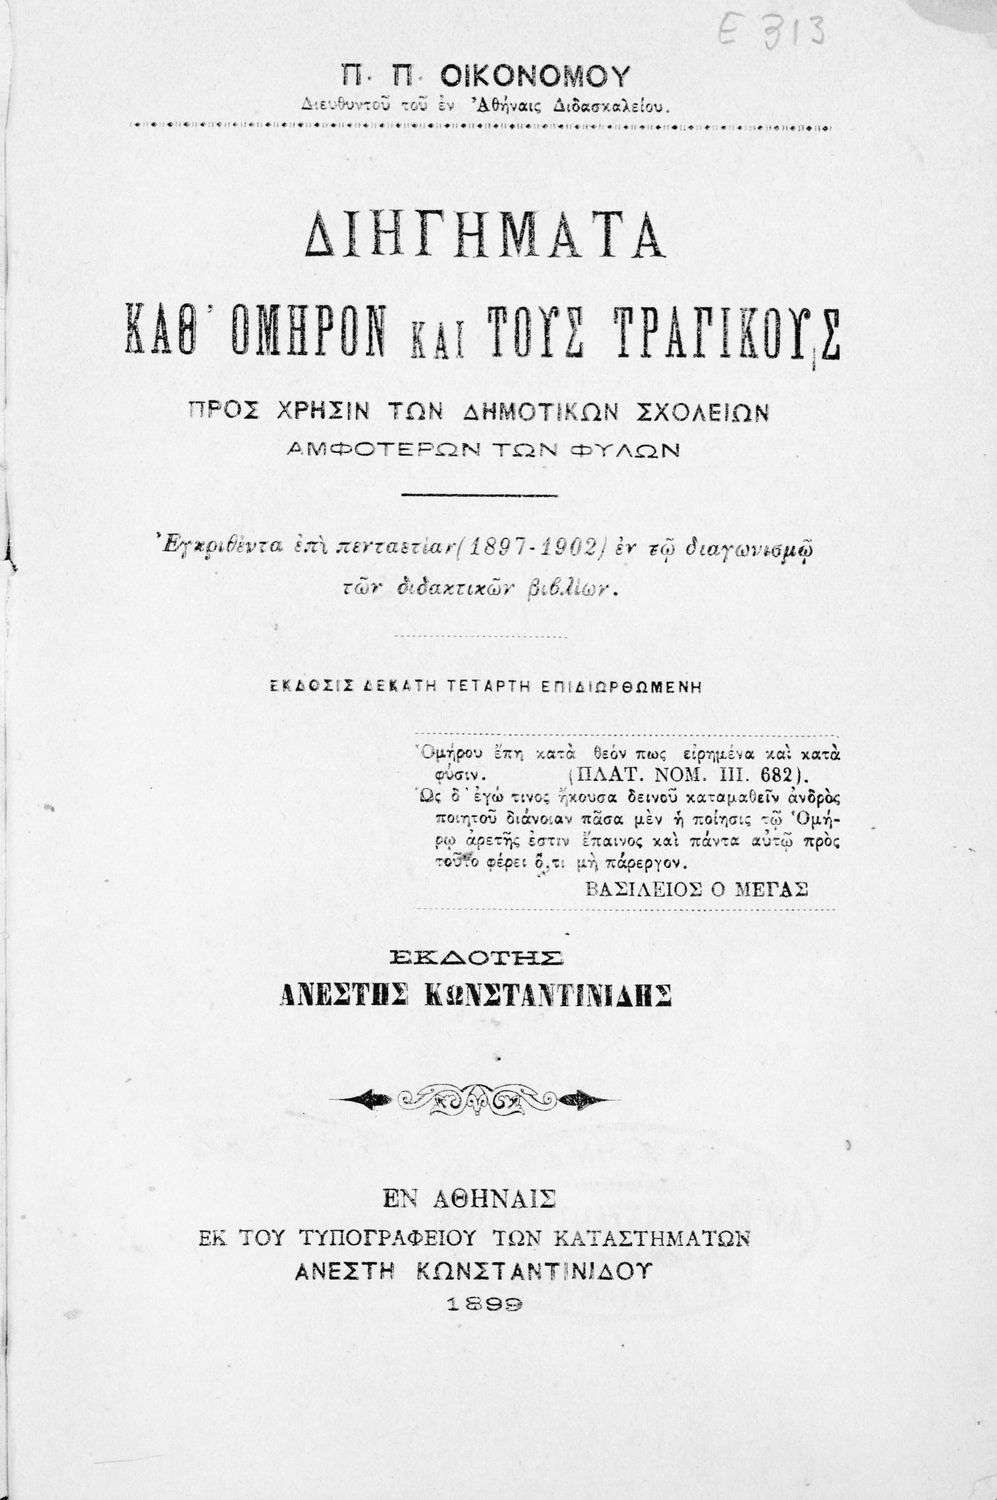 E 313
Π. Π. ΟΙΚΟΝΟΜΟΥ
Διευθυντοῦ τοῦ ἐν Ἀθήναις Διδασκαλείου.
ΔΙΗΓΗΜΑΤΑ
ΚΑΘ᾽ ΟΜΗΡΟΝ ΚΑΙ ΤΟΥΣ ΤΡΑΓΙΚΟΥΣ
ΠΡΟΣ ΧΡΗΣΙΝ ΤΩΝ ΔΗΜΟΤΙΚΩΝ ΣΧΟΛΕΙΩΝ
ΑΜΦΟΤΕΡΩΝ ΤΩΝ ΦΥΛΩΝ
Ἐγκριθέντα ἐπὶ πενταετίαν (1897-1902) ἐν τῷ διαγωνισμῷ
τῶν διδακτικῶν βιβλίων.
ΕΚΔΟΣΙΣ ΔΕΚΑΤΗ ΤΕΤΑΡΤΗ ΕΠΙΔΙΩΡΘΩΜΕΝΗ
Ὁμήρου ἔπη κατὰ θεόν πως εἰρημένα καὶ κατὰ
φύσιν. (ΠΛΑΤ. ΝΟΜ. III. 682).
Ὡς δ᾽ ἐγώ τινος ἤκουσα δεινοῦ καταμαθεῖν ἀνδρὸς
ποιητοῦ διάνοιαν πᾶσα μὲν ἡ ποίησις τῷ Ὁμή-
ρῳ ἀρετῆς ἐστιν ἔπαινος καὶ πάντα αὐτῷ πρὸς
τοῦτο φέρει ὅ,τι μὴ πάρεργον.
ΒΑΣΙΛΕΙΟΣ Ο ΜΕΓΑΣ
ΕΚΔΟΤΗΣ
ΑΝΕΣΤΗΣ ΚΩΝΣΤΑΝΤΙΝΙΔΗΣ
ΕΝ ΑΘΗΝΑΙΣ
ΕΚ ΤΟΥ ΤΥΠΟΓΡΑΦΕΙΟΥ ΤΩΝ ΚΑΤΑΣΤΗΜΑΤΩΝ
ΑΝΕΣΤΗ ΚΩΝΣΤΑΝΤΙΝΙΔΟΥ
1899